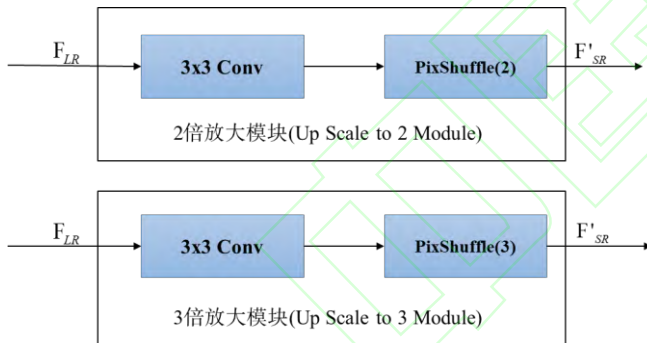 F_LR 3x3 Conv PixShuffle(2) F'_SR
2倍放大模块(Up Scale to 2 Module)
F_LR 3x3 Conv PixShuffle(3) F'_SR
3倍放大模块(Up Scale to 3 Module)